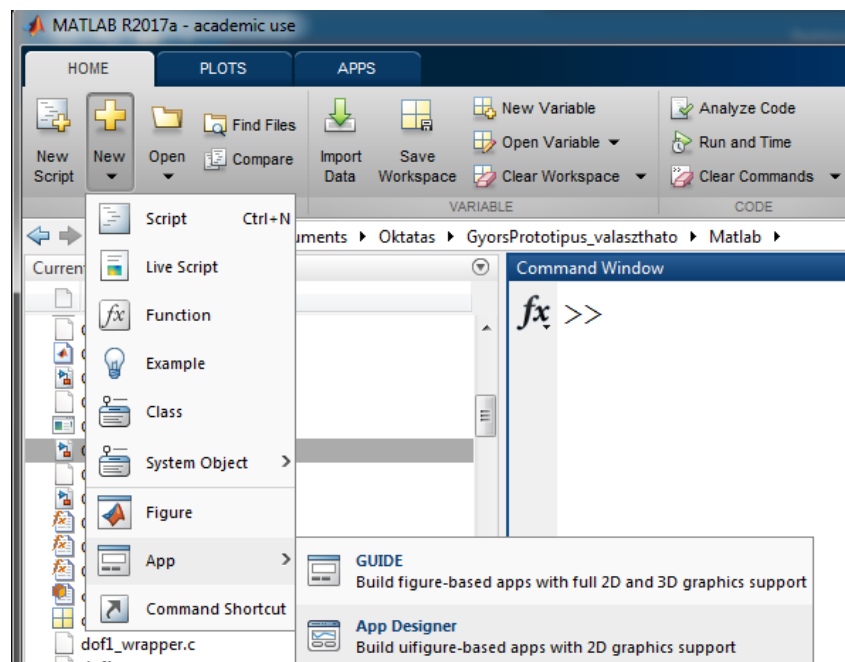 MATLAB R2017a - academic use
HOME PLOTS APPS
New Script
New
Open
Find Files
Compare
Import Data
Save Workspace
New Variable
Open Variable
Clear Workspace
Analyze Code
Run and Time
Clear Commands
VARIABLE CODE
uments Oktatas GyorsPrototipus_valaszthato Matlab
Curren
Command Window
fx >>
Script Ctrl+N
Live Script
fx Function
Example
Class
System Object
Figure
App
Command Shortcut
GUIDE
Build figure-based apps with full 2D and 3D graphics support
App Designer
Build uifigure-based apps with 2D graphics support
dof1_wrapper.c